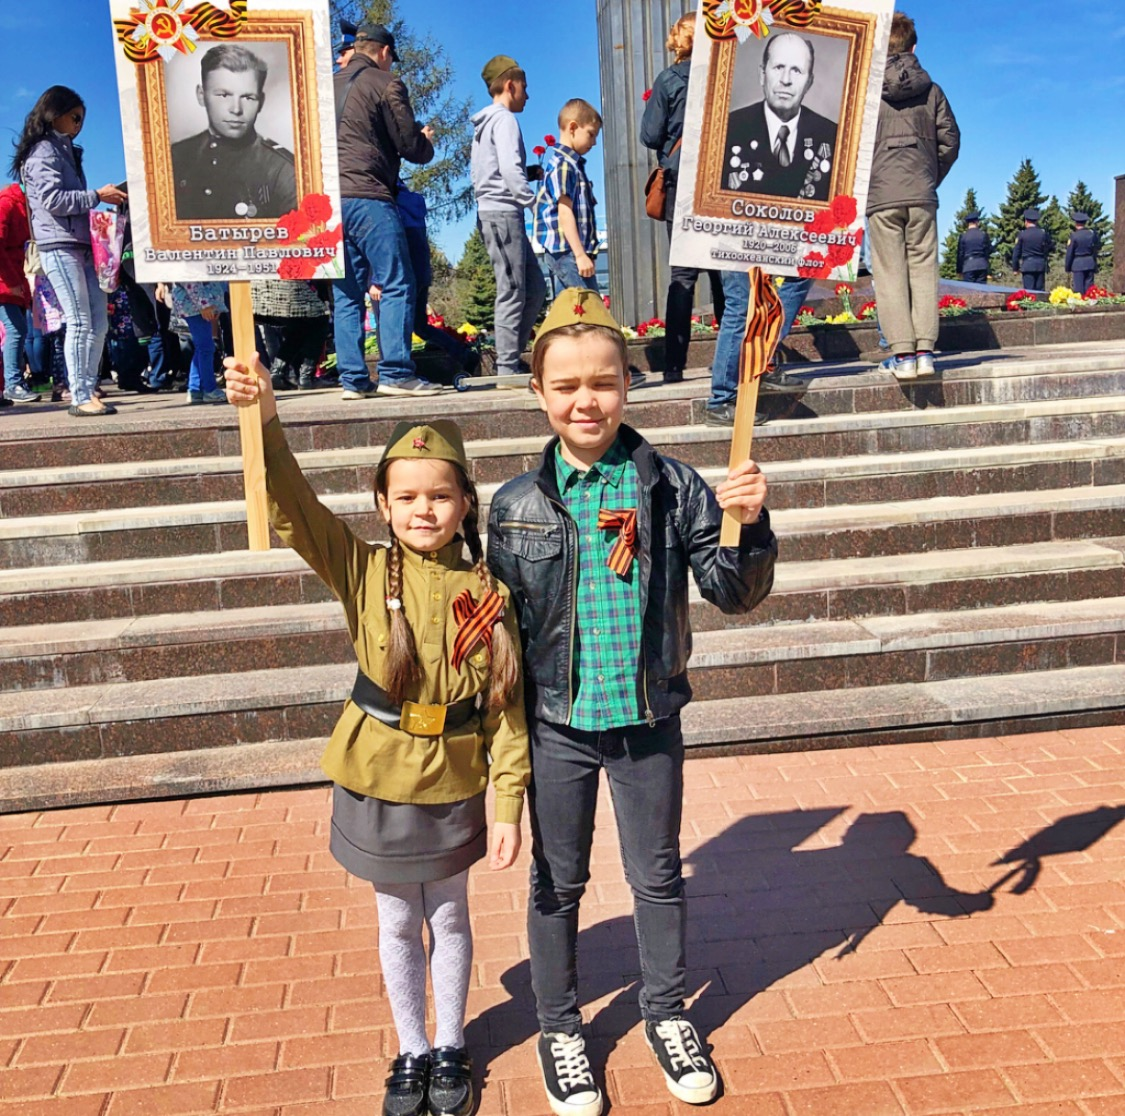 Батырев
Валентин Павлович
1924-1951
Соколов
Георгий Алексеевич
1920-2006
Тихоокеанский флот